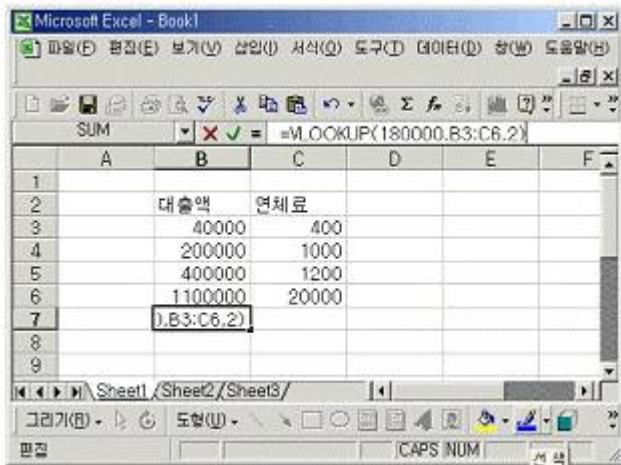 Microsoft Excel - Book1
파일(F) 편집(E) 보기(V) 삽입(I) 서식(O) 도구(T) 데이터(D) 창(W) 도움말(H)
SUM = =VLOOKUP(180000,B3:C6,2)
A B C D E F
1
2 대출액 연체료
3 40000 400
4 200000 1000
5 400000 1200
6 1100000 20000
7 ),B3:C6,2)
8
9
Sheet1 / Sheet2 / Sheet3 /
그리기(R) 도형(U)
편집 CAPS NUM